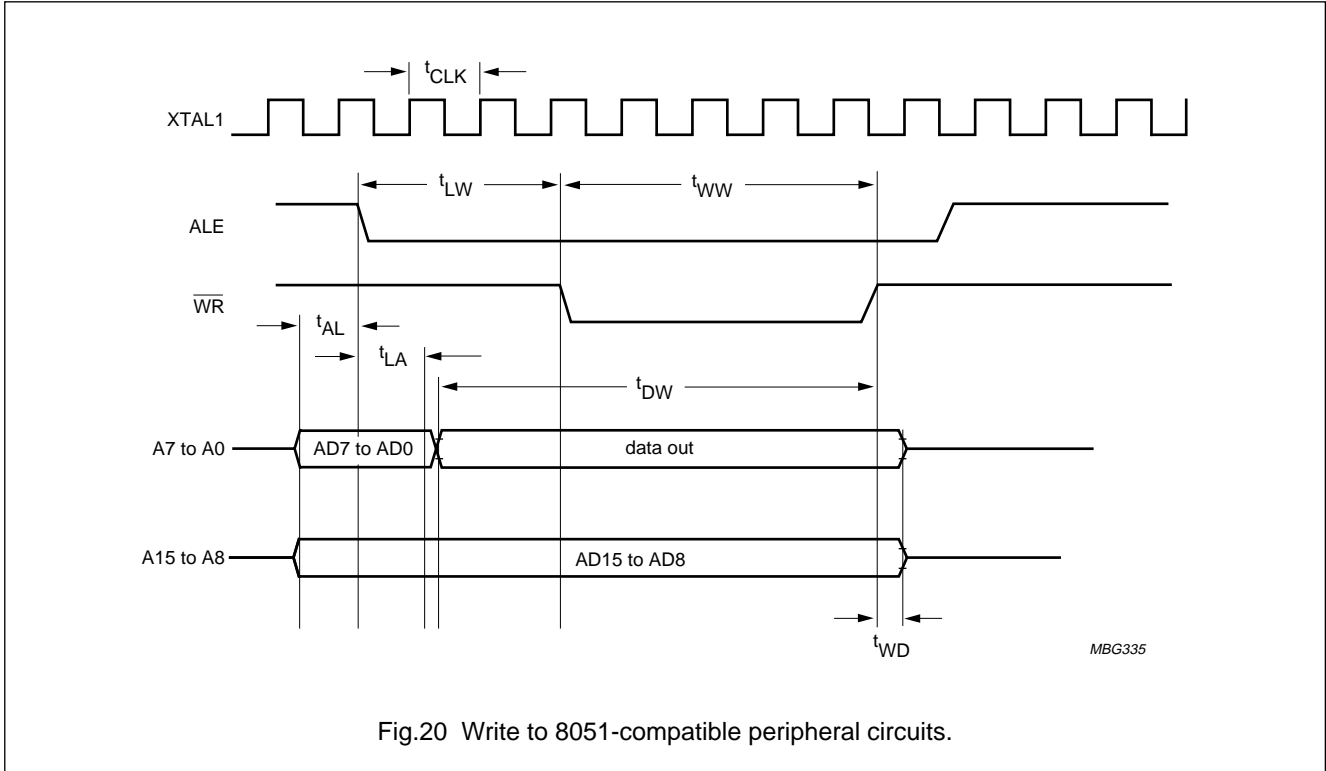 tCLK
XTAL1
tLW
tWW
ALE
WR
tAL
tLA
tDW
A7 to A0
AD7 to AD0
data out
A15 to A8
AD15 to AD8
tWD
MBG335
Fig.20 Write to 8051-compatible peripheral circuits.